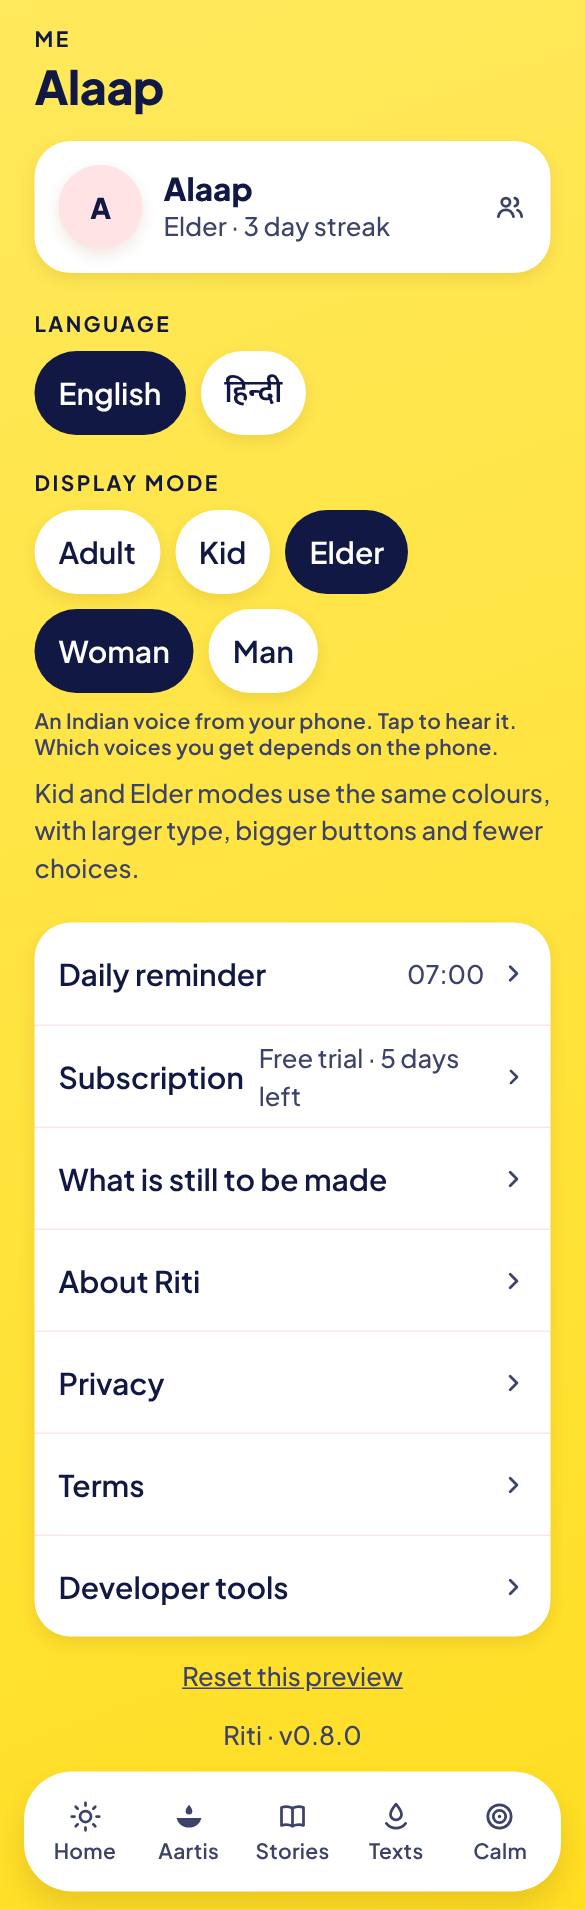 ME
Alaap
A
Alaap
Elder · 3 day streak
LANGUAGE
English
हिन्दी
DISPLAY MODE
Adult
Kid
Elder
Woman
Man
An Indian voice from your phone. Tap to hear it.
Which voices you get depends on the phone.
Kid and Elder modes use the same colours,
with larger type, bigger buttons and fewer
choices.
Daily reminder 07:00
Subscription Free trial · 5 days
left
What is still to be made
About Riti
Privacy
Terms
Developer tools
Reset this preview
Riti · v0.8.0
Home
Aartis
Stories
Texts
Calm